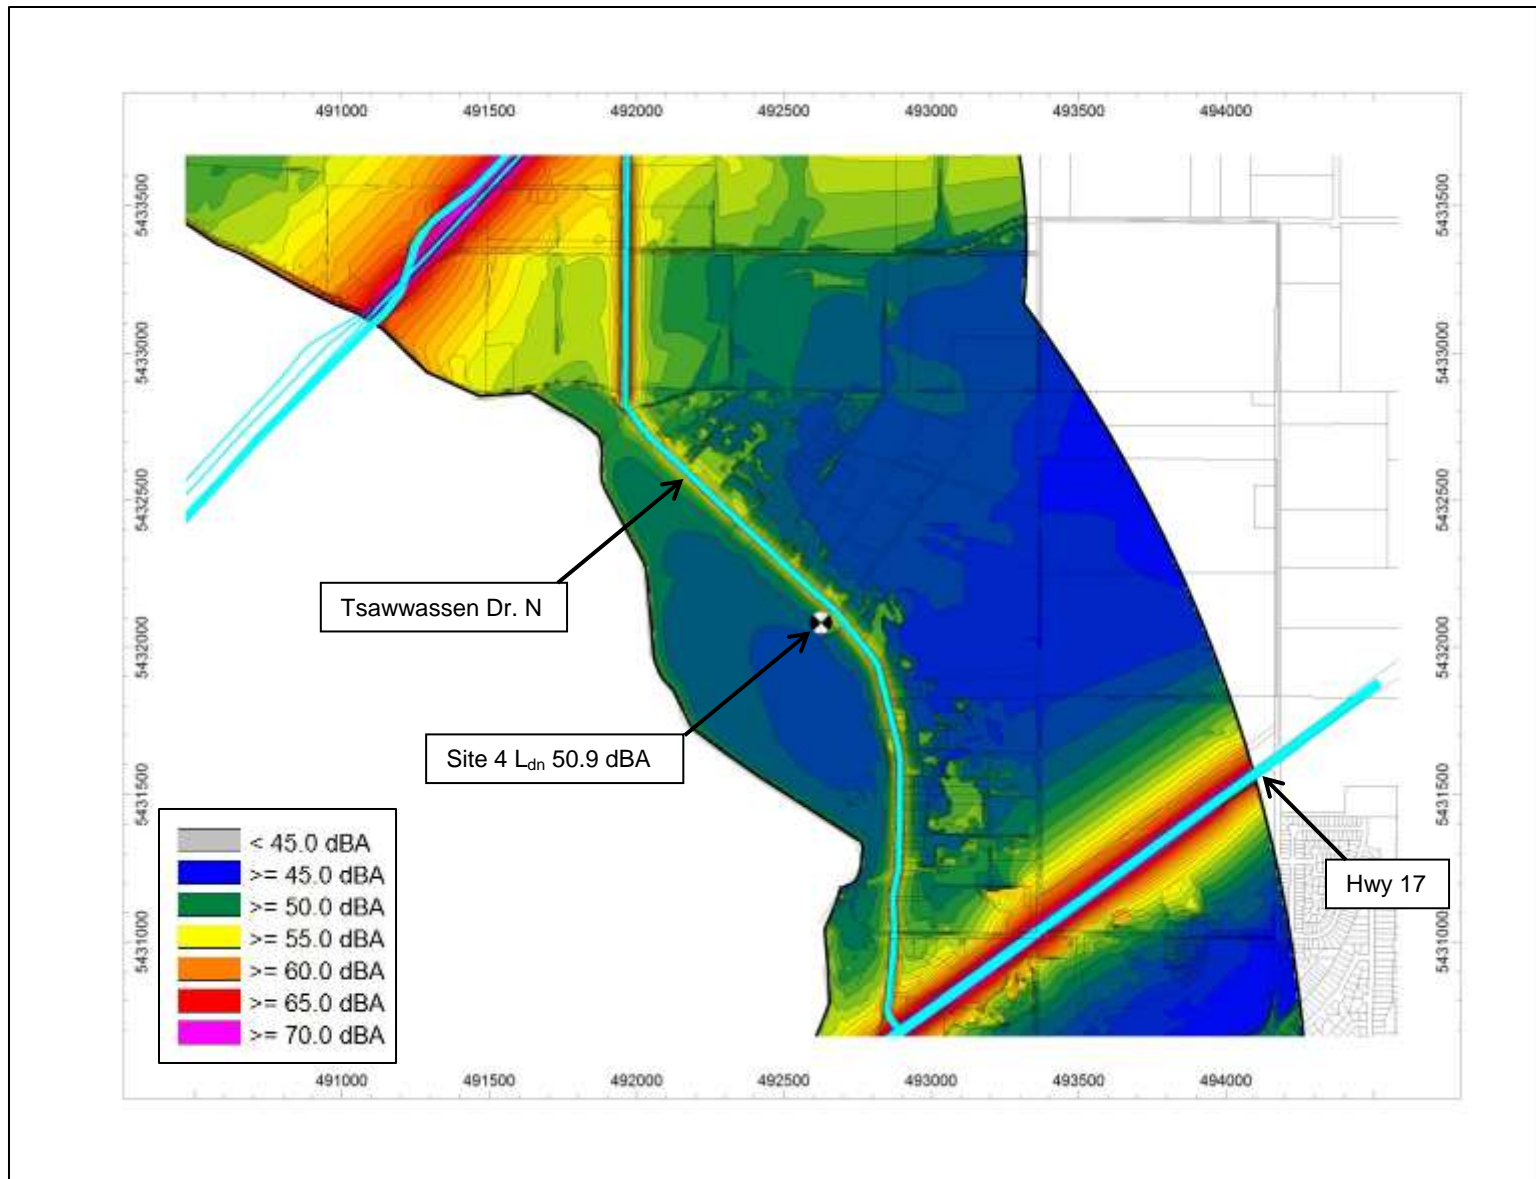 491000 491500 492000 492500 493000 493500 494000
5433500
5433000
5432500
5432000
5431500
5431000
5433500
5433000
5432500
5432000
5431500
5431000
Tsawwassen Dr. N
Site 4 Ldn 50.9 dBA
Hwy 17
< 45.0 dBA
>= 45.0 dBA
>= 50.0 dBA
>= 55.0 dBA
>= 60.0 dBA
>= 65.0 dBA
>= 70.0 dBA
491000 491500 492000 492500 493000 493500 494000